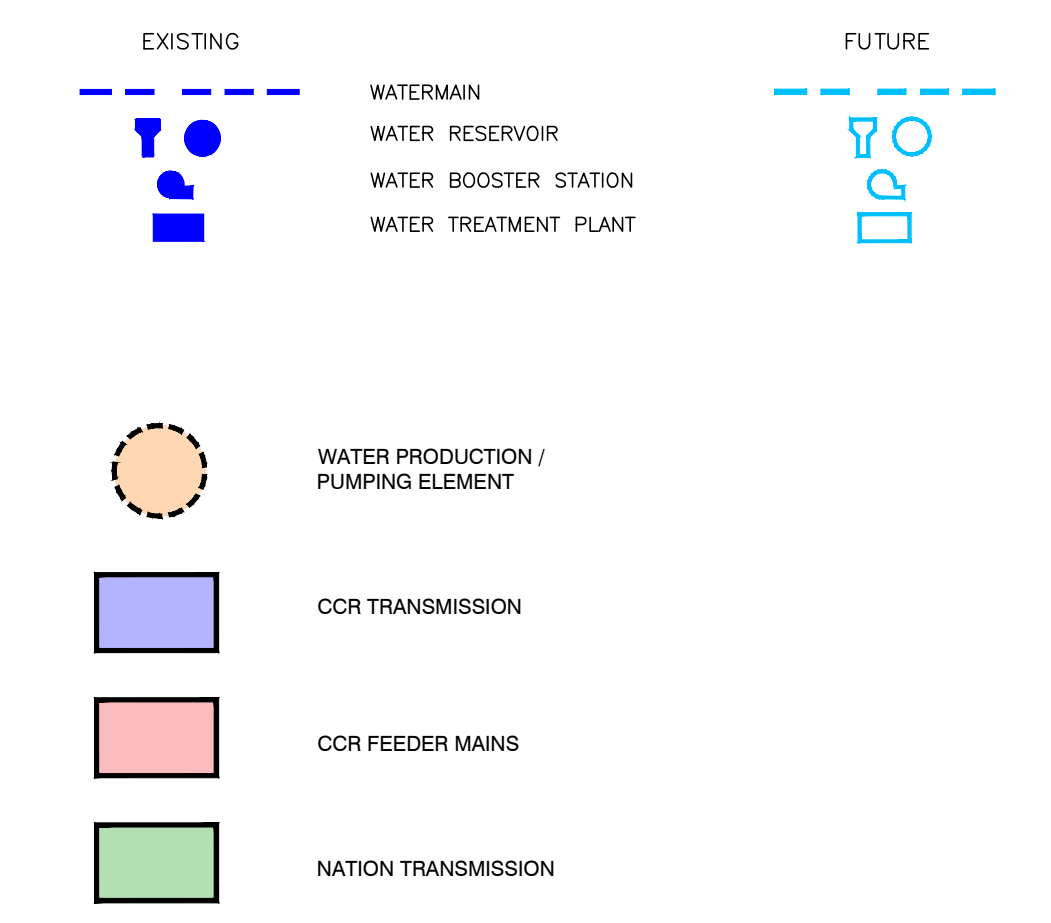 EXISTING
FUTURE
WATERMAIN
WATER RESERVOIR
WATER BOOSTER STATION
WATER TREATMENT PLANT
WATER PRODUCTION /
PUMPING ELEMENT
CCR TRANSMISSION
CCR FEEDER MAINS
NATION TRANSMISSION